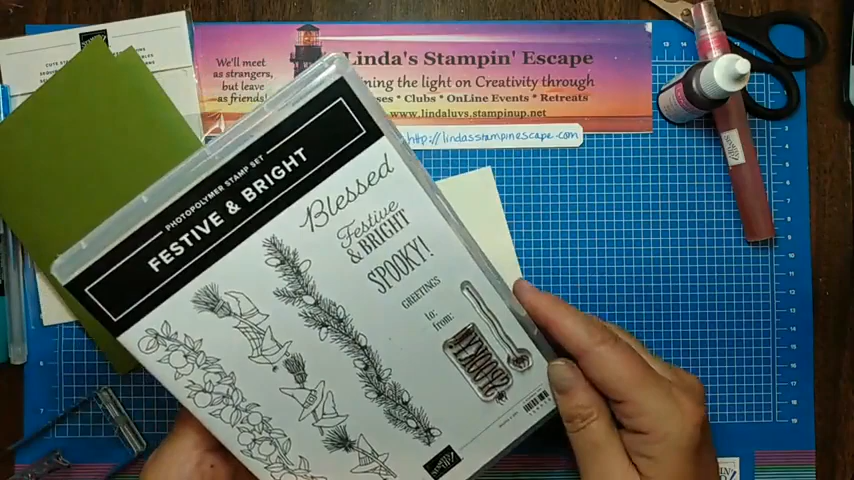 We'll meet
as strangers,
but leave
as friends!
Linda's Stampin' Escape
ning the light on Creativity through
ses * Clubs * OnLine Events * Retreats
www.lindaluvs.stampinup.net
http://lindasstampinescape.com
PHOTOPOLYMER STAMP SET
FESTIVE & BRIGHT
Blessed
Festive
& BRIGHT
SPOOKY!
GREETINGS
to:
from: